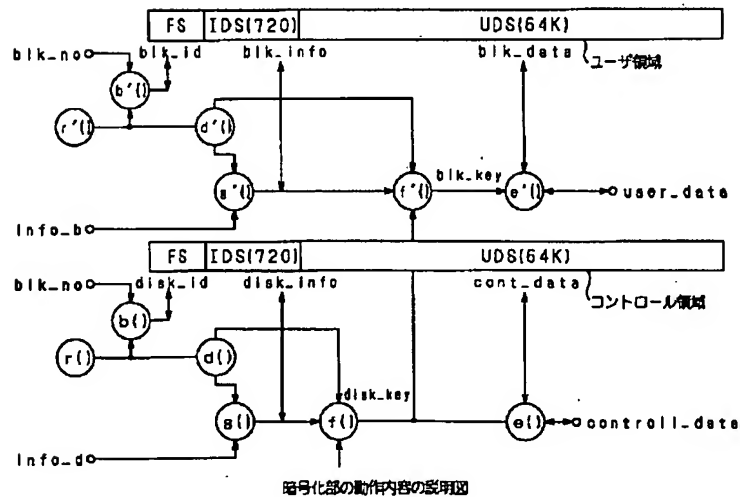 FS IDS(720) UDS(64K)
blk_no blk_id blk_info blk_data
ユーザ領域
b'()
r'() d'()
s'() f'() blk_key e'() user_data
info_b
FS IDS(720) UDS(64K)
blk_no disk_id disk_info cont_data
コントロール領域
b()
r() d()
disk_key
s() f() e() controll_data
info_d
暗号化部の動作内容の説明図